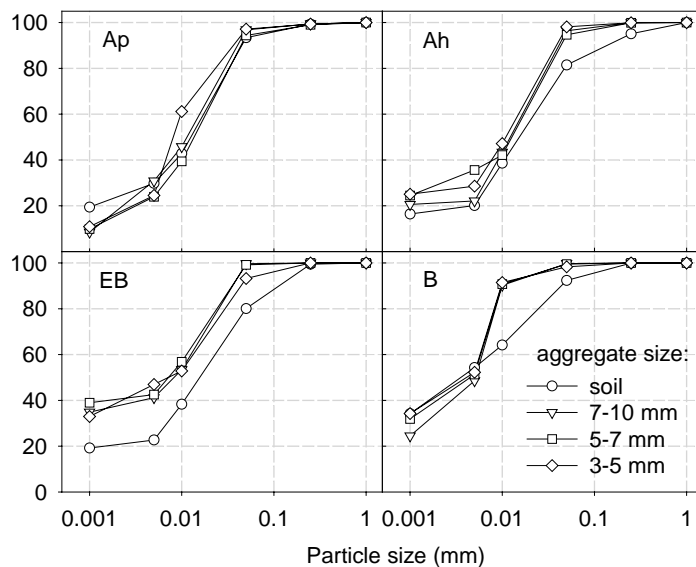 100
Ap
Ah
80
60
40
20
100
EB
B
80
aggregate size:
60
soil
40
7-10 mm
5-7 mm
20
3-5 mm
0
0.001 0.01 0.1 1 0.001 0.01 0.1 1
Particle size (mm)